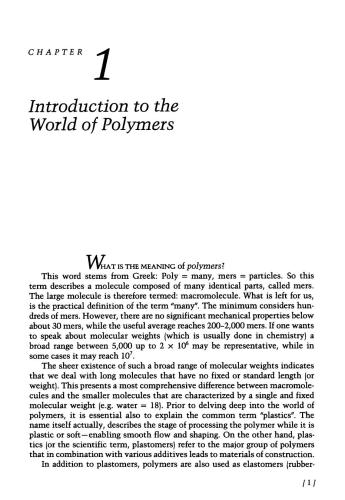 CHAPTER 1
Introduction to the
World of Polymers
WHAT IS THE MEANING of polymers?
This word stems from Greek: Poly = many, mers = particles. So this
term describes a molecule composed of many identical parts, called mers.
The large molecule is therefore termed: macromolecule. What is left for us,
is the practical definition of the term "many". The minimum considers hun-
dreds of mers. However, there are no significant mechanical properties below
about 30 mers, while the useful average reaches 200–2,000 mers. If one wants
to speak about molecular weights (which is usually done in chemistry) a
broad range between 5,000 up to 2 × 10⁶ may be representative, while in
some cases it may reach 10⁷.
The sheer existence of such a broad range of molecular weights indicates
that we deal with long molecules that have no fixed or standard length (or
weight). This presents a most comprehensive difference between macromole-
cules and the smaller molecules that are characterized by a single and fixed
molecular weight (e.g. water = 18). Prior to delving deep into the world of
polymers, it is essential also to explain the common term "plastics". The
name itself actually, describes the stage of processing the polymer while it is
plastic or soft—enabling smooth flow and shaping. On the other hand, plas-
tics (or the scientific term, plastomers) refer to the major group of polymers
that in combination with various additives leads to materials of construction.
In addition to plastomers, polymers are also used as elastomers (rubber-
[1]